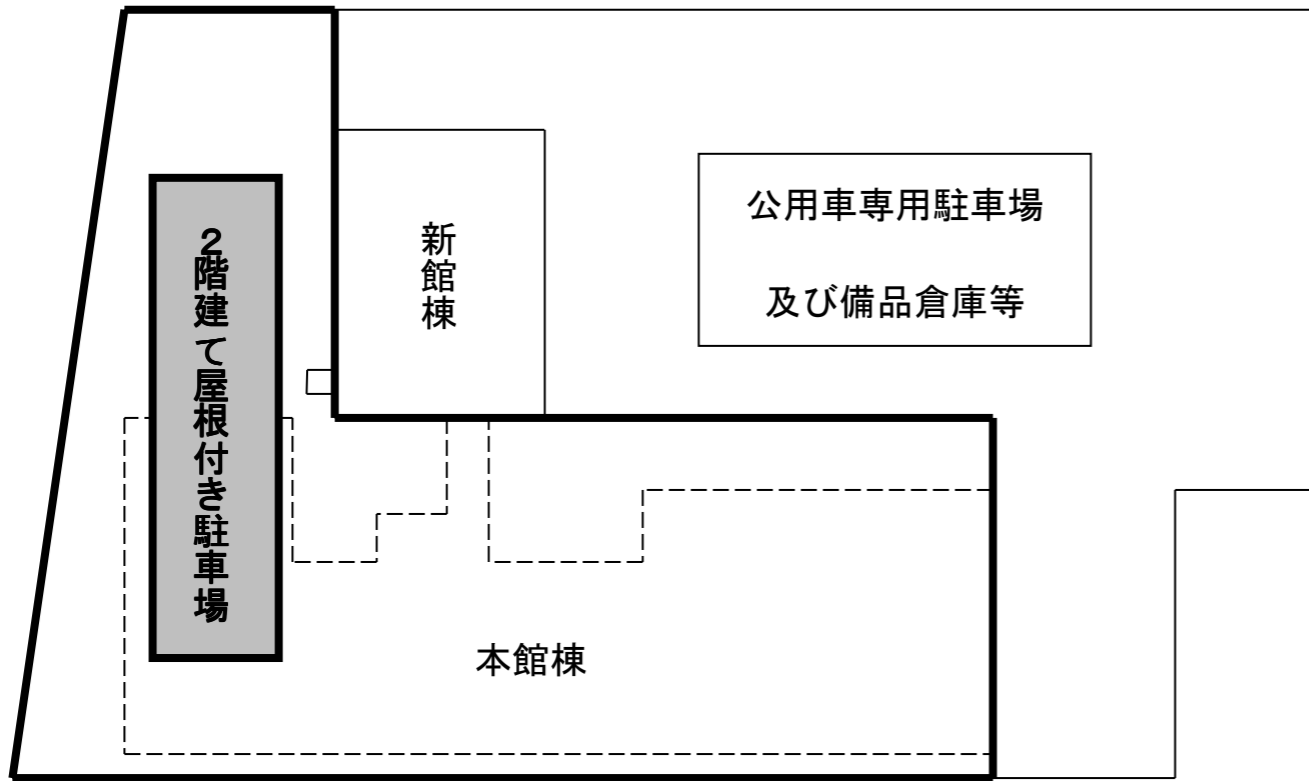 ２階建て屋根付き駐車場
新館棟
公用車専用駐車場
及び備品倉庫等
本館棟